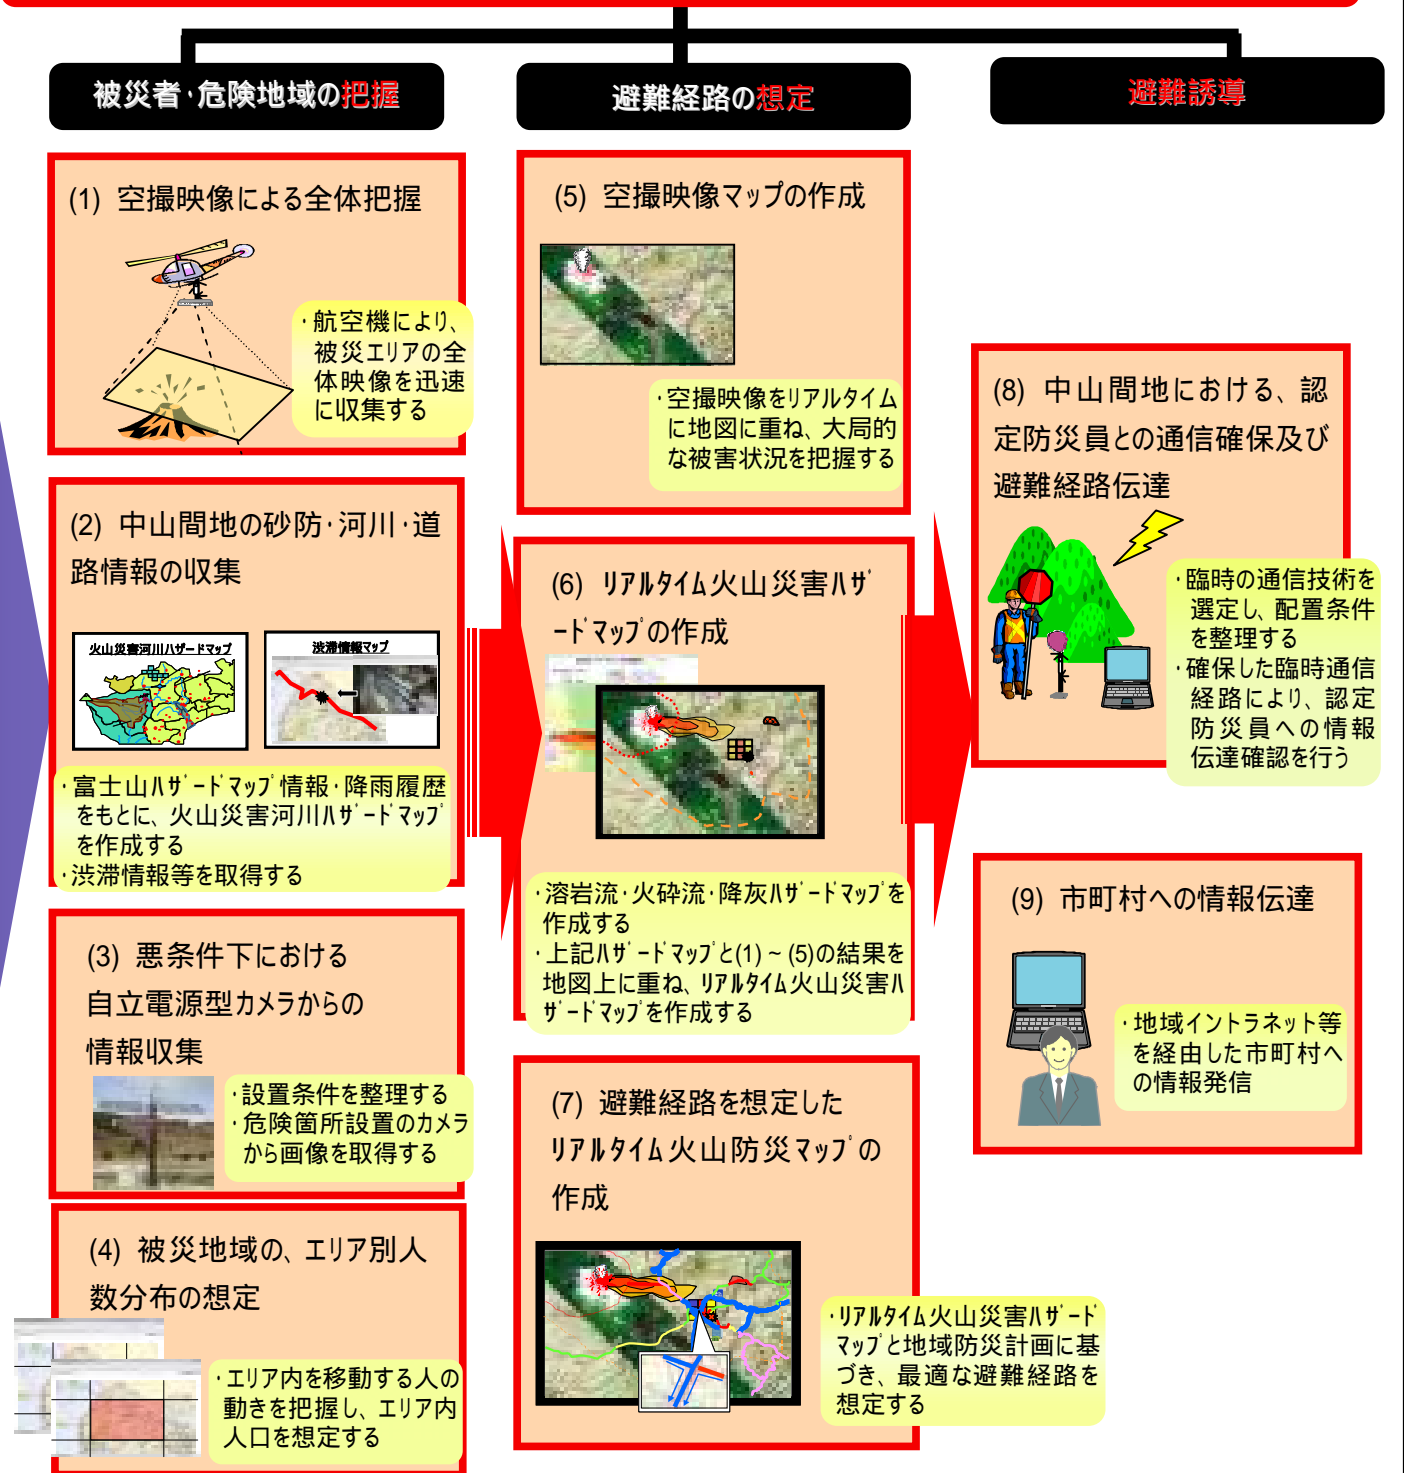 被災者・危険地域の把握
避難経路の想定
避難誘導
(1) 空撮映像による全体把握
・航空機により、
被災エリアの全
体映像を迅速
に収集する
(2) 中山間地の砂防・河川・道
路情報の収集
火山災害河川ハザードマップ
渋滞情報マップ
・富士山ﾊｻﾞｰﾄﾞﾏｯﾌﾟ情報・降雨履歴
をもとに、火山災害河川ﾊｻﾞｰﾄﾞﾏｯﾌﾟ
を作成する
・渋滞情報等を取得する
(3) 悪条件下における
自立電源型カメラからの
情報収集
・設置条件を整理する
・危険箇所設置のカメラ
から画像を取得する
(4) 被災地域の、エリア別人
数分布の想定
・エリア内を移動する人の
動きを把握し、エリア内
人口を想定する
(5) 空撮映像マップの作成
・空撮映像をリアルタイム
に地図に重ね、大局的
な被害状況を把握する
(6) ﾘｱﾙﾀｲﾑ火山災害ﾊｻﾞ
ｰﾄﾞﾏｯﾌﾟの作成
・溶岩流・火砕流・降灰ﾊｻﾞｰﾄﾞﾏｯﾌﾟを
作成する
・上記ﾊｻﾞｰﾄﾞﾏｯﾌﾟと(1)~(5)の結果を
地図上に重ね、ﾘｱﾙﾀｲﾑ火山災害ﾊ
ｻﾞｰﾄﾞﾏｯﾌﾟを作成する
(7) 避難経路を想定した
ﾘｱﾙﾀｲﾑ火山防災ﾏｯﾌﾟの
作成
・ﾘｱﾙﾀｲﾑ火山災害ﾊｻﾞｰﾄﾞ
ﾏｯﾌﾟと地域防災計画に基
づき、最適な避難経路を
想定する
(8) 中山間地における、認
定防災員との通信確保及び
避難経路伝達
・臨時の通信技術を
選定し、配置条件
を整理する
・確保した臨時通信
経路により、認定
防災員への情報
伝達確認を行う
(9) 市町村への情報伝達
・地域イントラネット等
を経由した市町村へ
の情報発信